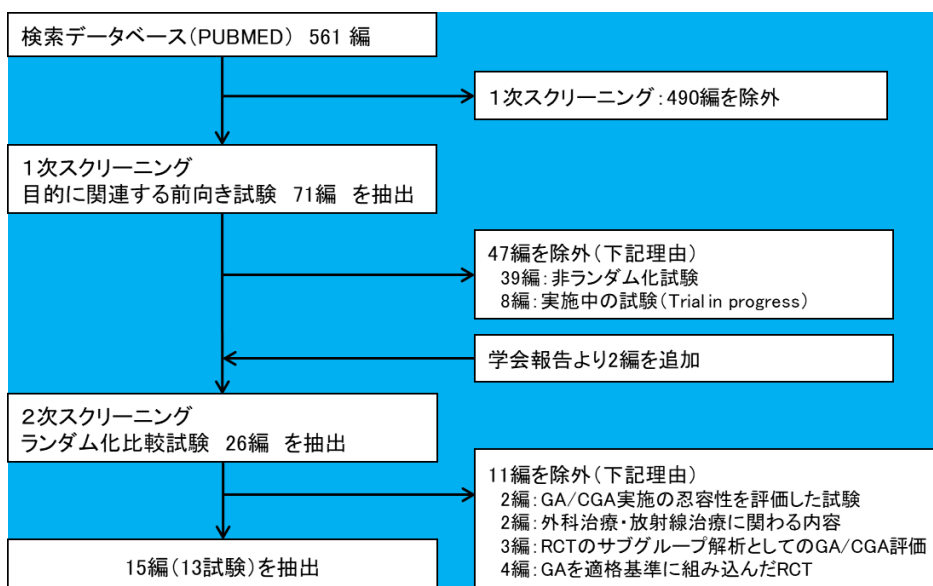 検索データベース(PUBMED) 561 編
1次スクリーニング:490編を除外
1次スクリーニング
目的に関連する前向き試験 71編 を抽出
47編を除外(下記理由)
39編:非ランダム化試験
8編:実施中の試験(Trial in progress)
学会報告より2編を追加
2次スクリーニング
ランダム化比較試験 26編 を抽出
11編を除外(下記理由)
2編:GA/CGA実施の忍容性を評価した試験
2編:外科治療・放射線治療に関わる内容
3編:RCTのサブグループ解析としてのGA/CGA評価
4編:GAを適格基準に組み込んだRCT
15編(13試験)を抽出